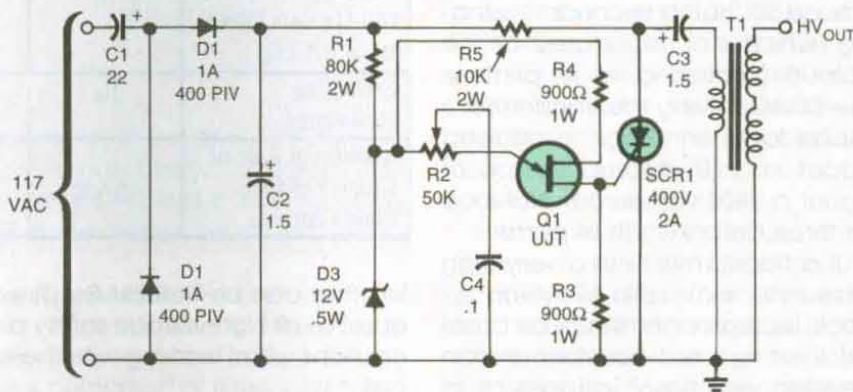 C1
22
+
D1
1A
400 PIV
R1
80K
2W
R5
10K
2W
R4
900Ω
1W
+
C3
1.5
T1
+HVOUT
117
VAC
C2
1.5
R2
50K
Q1
UJT
SCR1
400V
2A
D1
1A
400 PIV
D3
12V
.5W
C4
.1
R3
900Ω
1W